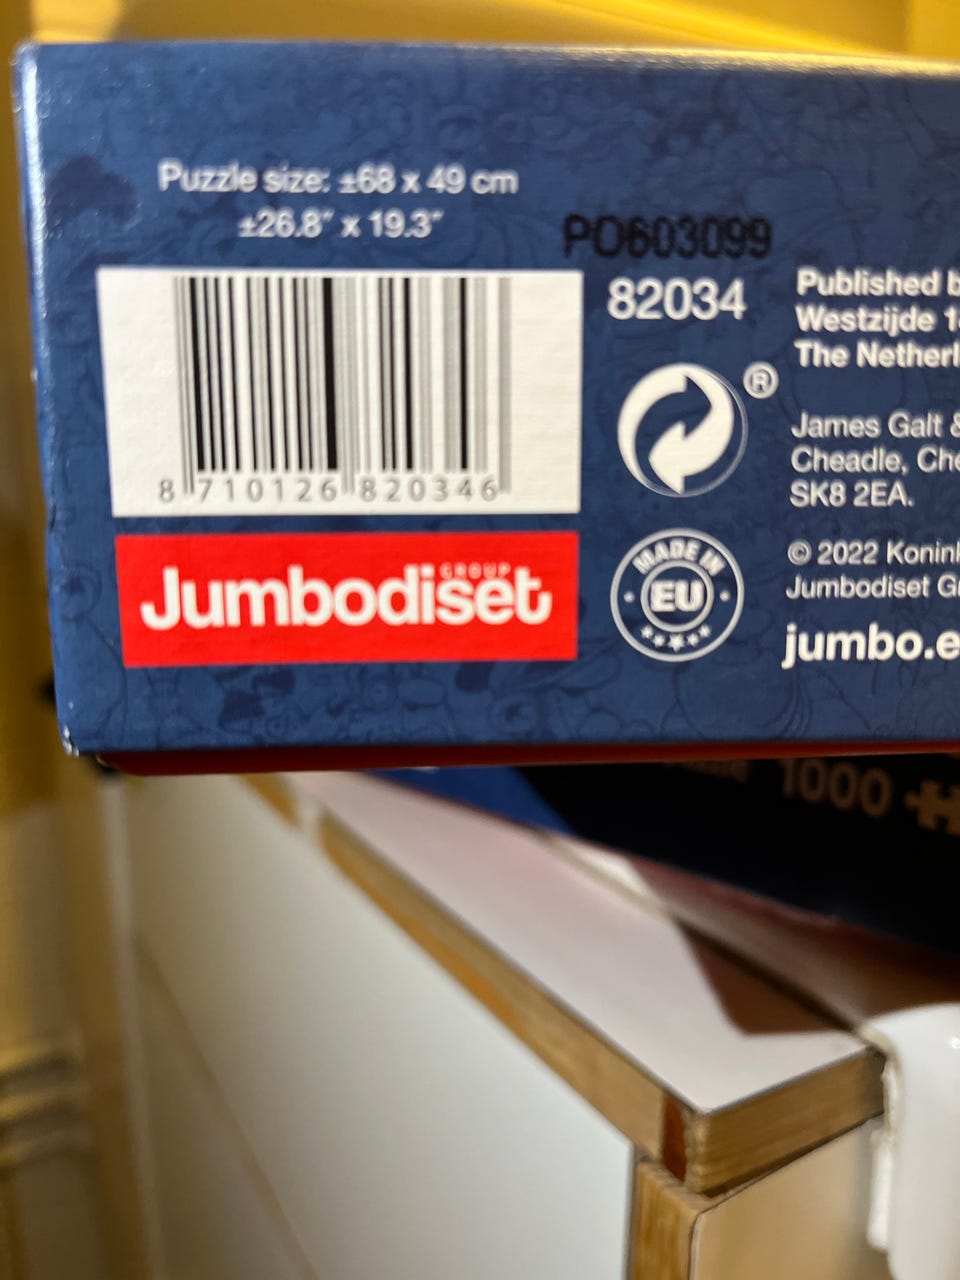 Puzzle size: ±68 x 49 cm
±26.8" x 19.3"
PO603099
82034
8 710126 820346
GROUP
Jumbodiset
®
MADE IN
EU
Published b
Westzijde 1
The Netherl
James Galt &
Cheadle, Che
SK8 2EA.
© 2022 Konink
Jumbodiset G
jumbo.e
1000